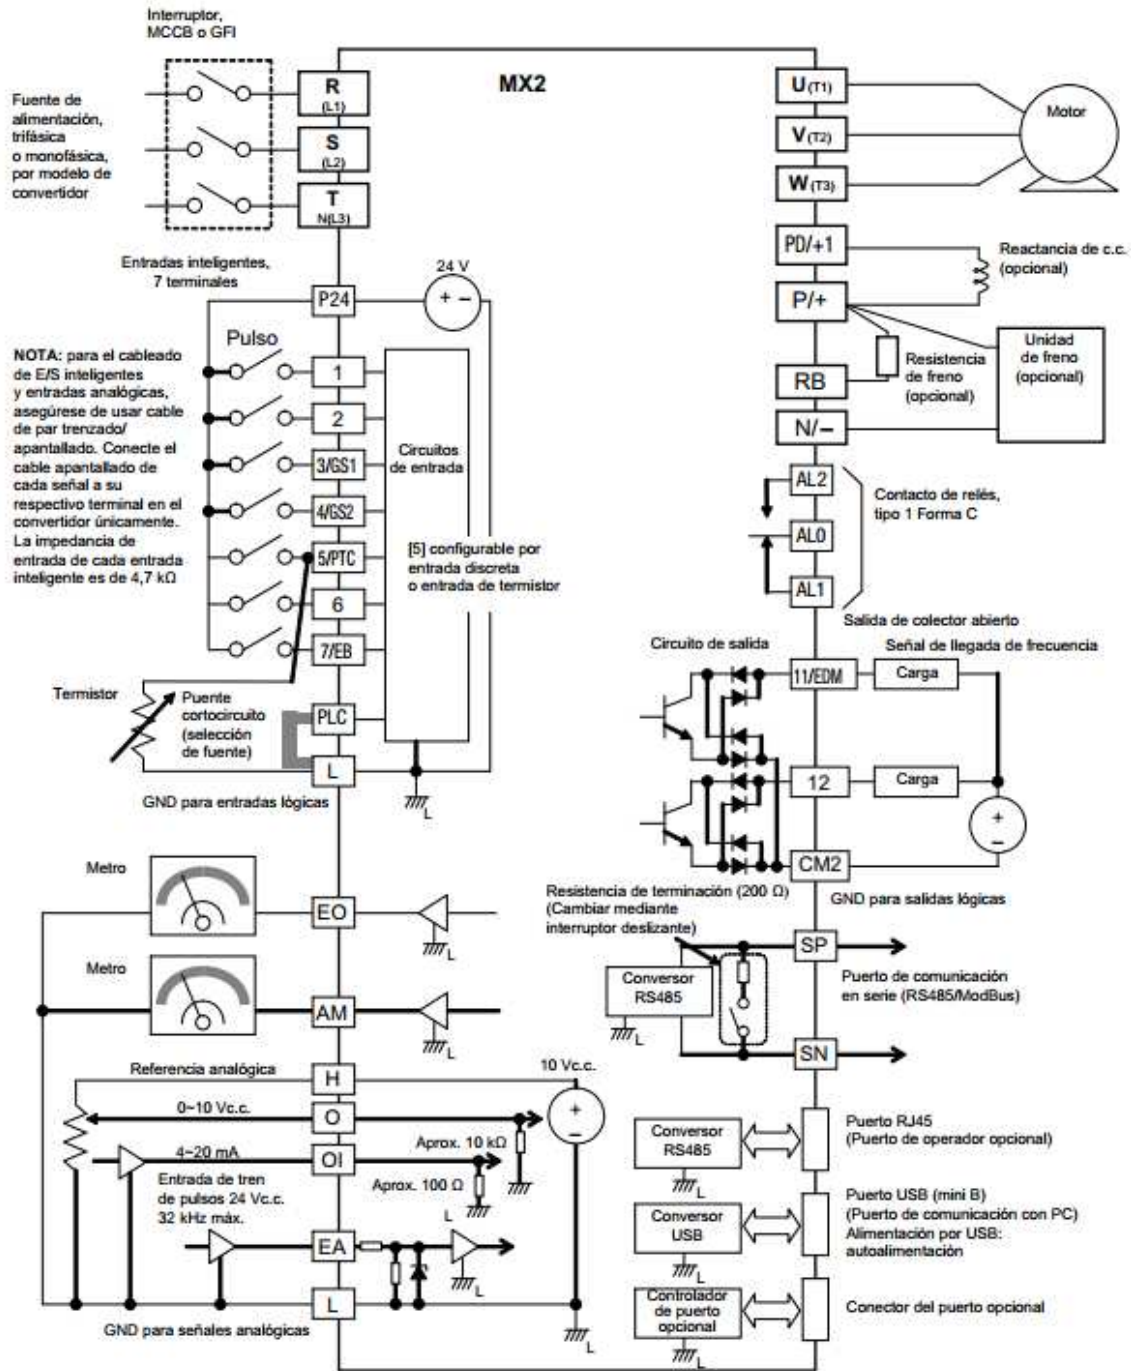 Interruptor,
MCCB o GFI
MX2
Fuente de
alimentación,
trifásica
o monofásica,
por modelo de
convertidor
R
(L1)
S
(L2)
T
N(L3)
U(T1)
V(T2)
W(T3)
Motor
PD/+1
P/+
Reactancia de c.c.
(opcional)
RB
Resistencia
de freno
(opcional)
Unidad
de freno
(opcional)
N/−
Entradas inteligentes,
7 terminales
24 V
+ −
P24
Pulso
NOTA: para el cableado
de E/S inteligentes
y entradas analógicas,
asegúrese de usar cable
de par trenzado/
apantallado. Conecte el
cable apantallado de
cada señal a su
respectivo terminal en el
convertidor únicamente.
La impedancia de
entrada de cada entrada
inteligente es de 4,7 kΩ
1
2
3/GS1
4/GS2
5/PTC
6
7/EB
PLC
L
Circuitos
de entrada
[5] configurable por
entrada discreta
o entrada de termistor
Termistor
Puente
cortocircuito
(selección
de fuente)
L
GND para entradas lógicas
AL2
AL0
AL1
Contacto de relés,
tipo 1 Forma C
Salida de colector abierto
Circuito de salida
Señal de llegada de frecuencia
11/EDM
Carga
12
Carga
+
−
CM2
GND para salidas lógicas
Resistencia de terminación (200 Ω)
(Cambiar mediante
interruptor deslizante)
SP
Conversor
RS485
L
Puerto de comunicación
en serie (RS485/ModBus)
SN
Metro
EO
L
Metro
AM
L
Referencia analógica
H
10 Vc.c.
+
−
0~10 Vc.c.
O
Aprox. 10 kΩ
4~20 mA
OI
Aprox. 100 Ω
Entrada de tren
de pulsos 24 Vc.c.
32 kHz máx.
L
EA
L
L
L
GND para señales analógicas
Conversor
RS485
L
Puerto RJ45
(Puerto de operador opcional)
Conversor
USB
L
Puerto USB (mini B)
(Puerto de comunicación con PC)
Alimentación por USB:
autoalimentación
Controlador
de puerto
opcional
L
Conector del puerto opcional